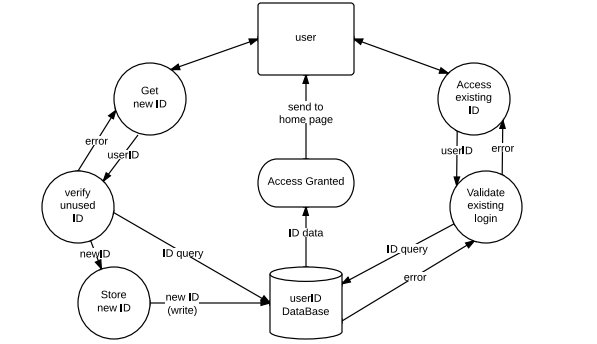 user
Get
new ID
Access
existing
ID
send to
home page
error
userID
userID
error
Access Granted
verify
unused
ID
Validate
existing
login
newID
ID query
ID data
ID query
error
Store
new ID
new ID
(write)
userID
DataBase